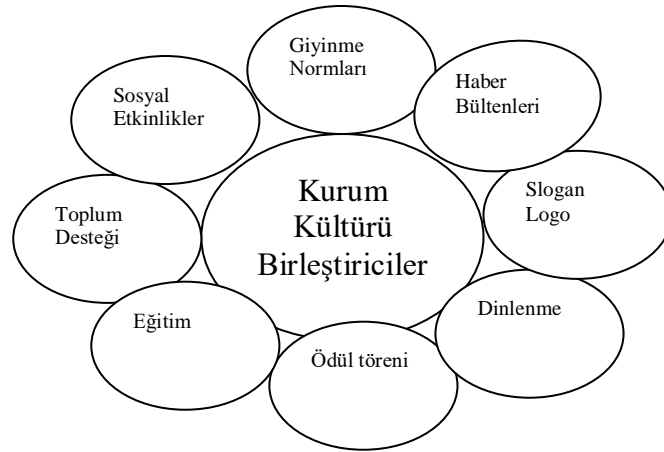 Giyinme
Normları
Haber
Bültenleri
Sosyal
Etkinlikler
Slogan
Logo
Kurum
Kültürü
Birleştiriciler
Toplum
Desteği
Dinlenme
Eğitim
Ödül töreni